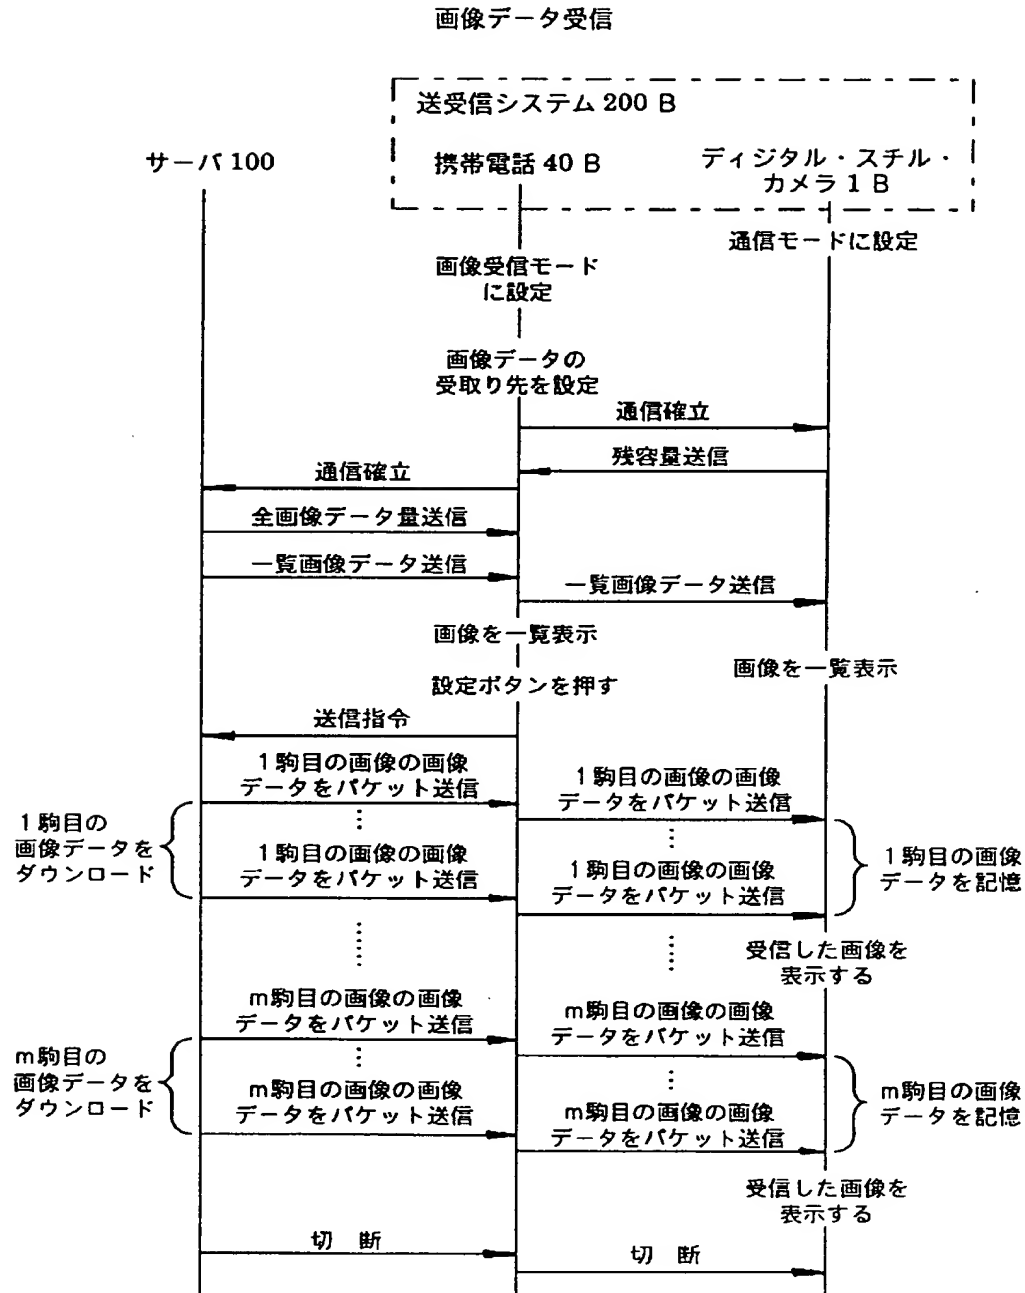 画像データ受信
送受信システム 200 B
サーバ 100
携帯電話 40 B
ディジタル・スチル・
カメラ 1 B
通信モードに設定
画像受信モード
に設定
画像データの
受取り先を設定
通信確立
残容量送信
通信確立
全画像データ量送信
一覧画像データ送信
一覧画像データ送信
画像を一覧表示
画像を一覧表示
設定ボタンを押す
送信指令
1駒目の画像の画像
データをパケット送信
1駒目の画像の画像
データをパケット送信
1駒目の
画像データを
ダウンロード
1駒目の画像の画像
データをパケット送信
1駒目の画像の画像
データをパケット送信
1駒目の画像
データを記憶
受信した画像を
表示する
m駒目の画像の画像
データをパケット送信
m駒目の画像の画像
データをパケット送信
m駒目の
画像データを
ダウンロード
m駒目の画像の画像
データをパケット送信
m駒目の画像の画像
データをパケット送信
m駒目の画像
データを記憶
受信した画像を
表示する
切 断
切 断